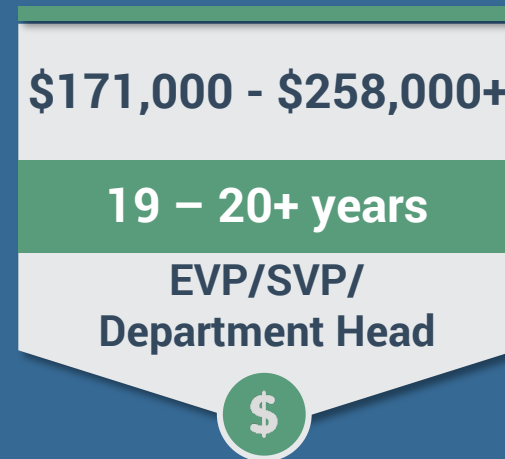 $171,000 - $258,000+
19 – 20+ years
EVP/SVP/
Department Head
$